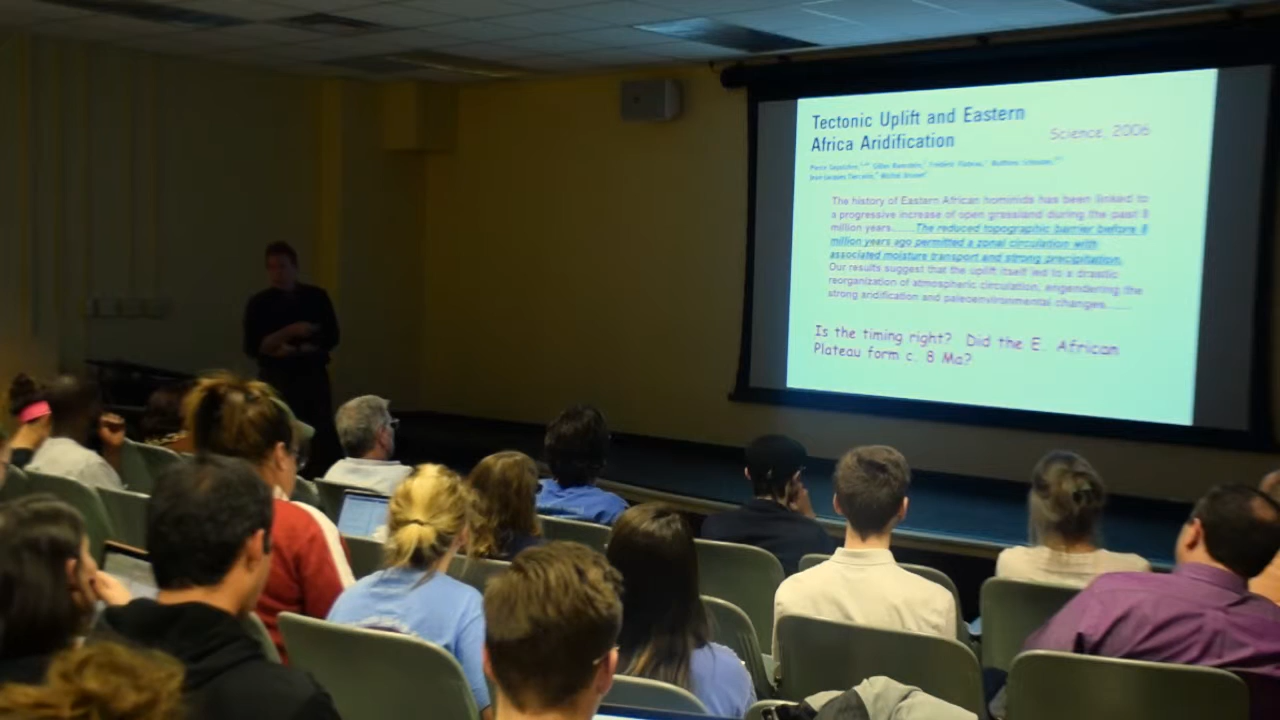 Tectonic Uplift and Eastern
Africa Aridification
Science, 2006
The history of Eastern African hominids has been linked to
a progressive increase of open grassland during the past 8
million years......The reduced topographic barrier before 8
million years ago permitted a zonal circulation with
associated moisture transport and strong precipitation.
Our results suggest that the uplift itself led to a drastic
reorganization of atmospheric circulation, engendering the
strong aridification and paleoenvironmental changes......
Is the timing right? Did the E. African
Plateau form c. 8 Ma?